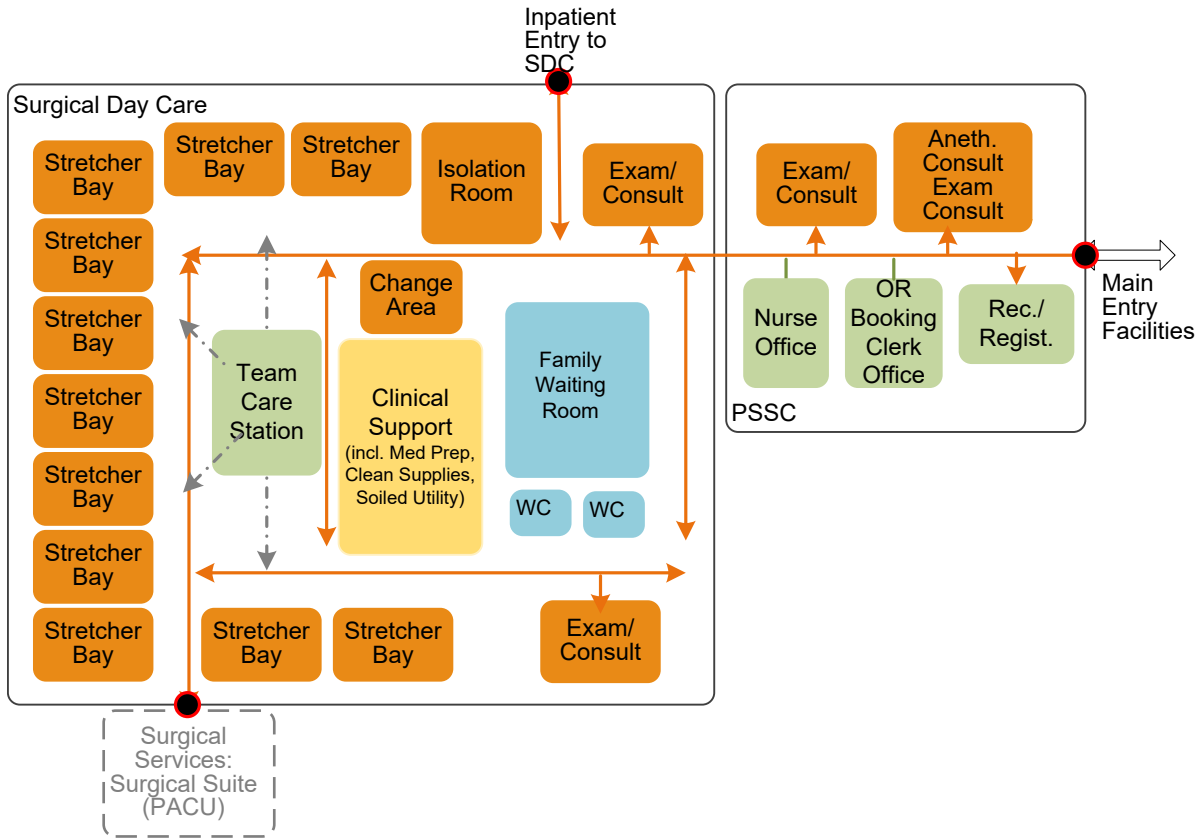 Inpatient
Entry to
SDC
Surgical Day Care
Stretcher
Bay
Stretcher
Bay
Stretcher
Bay
Isolation
Room
Exam/
Consult
Exam/
Consult
Aneth.
Consult
Exam
Consult
Stretcher
Bay
Stretcher
Bay
Stretcher
Bay
Stretcher
Bay
Stretcher
Bay
Stretcher
Bay
Change
Area
Team
Care
Station
Clinical
Support
(incl. Med Prep,
Clean Supplies,
Soiled Utility)
Family
Waiting
Room
WC
WC
Nurse
Office
OR
Booking
Clerk
Office
Rec./
Regist.
Main
Entry
Facilities
PSSC
Stretcher
Bay
Stretcher
Bay
Exam/
Consult
Surgical
Services:
Surgical Suite
(PACU)